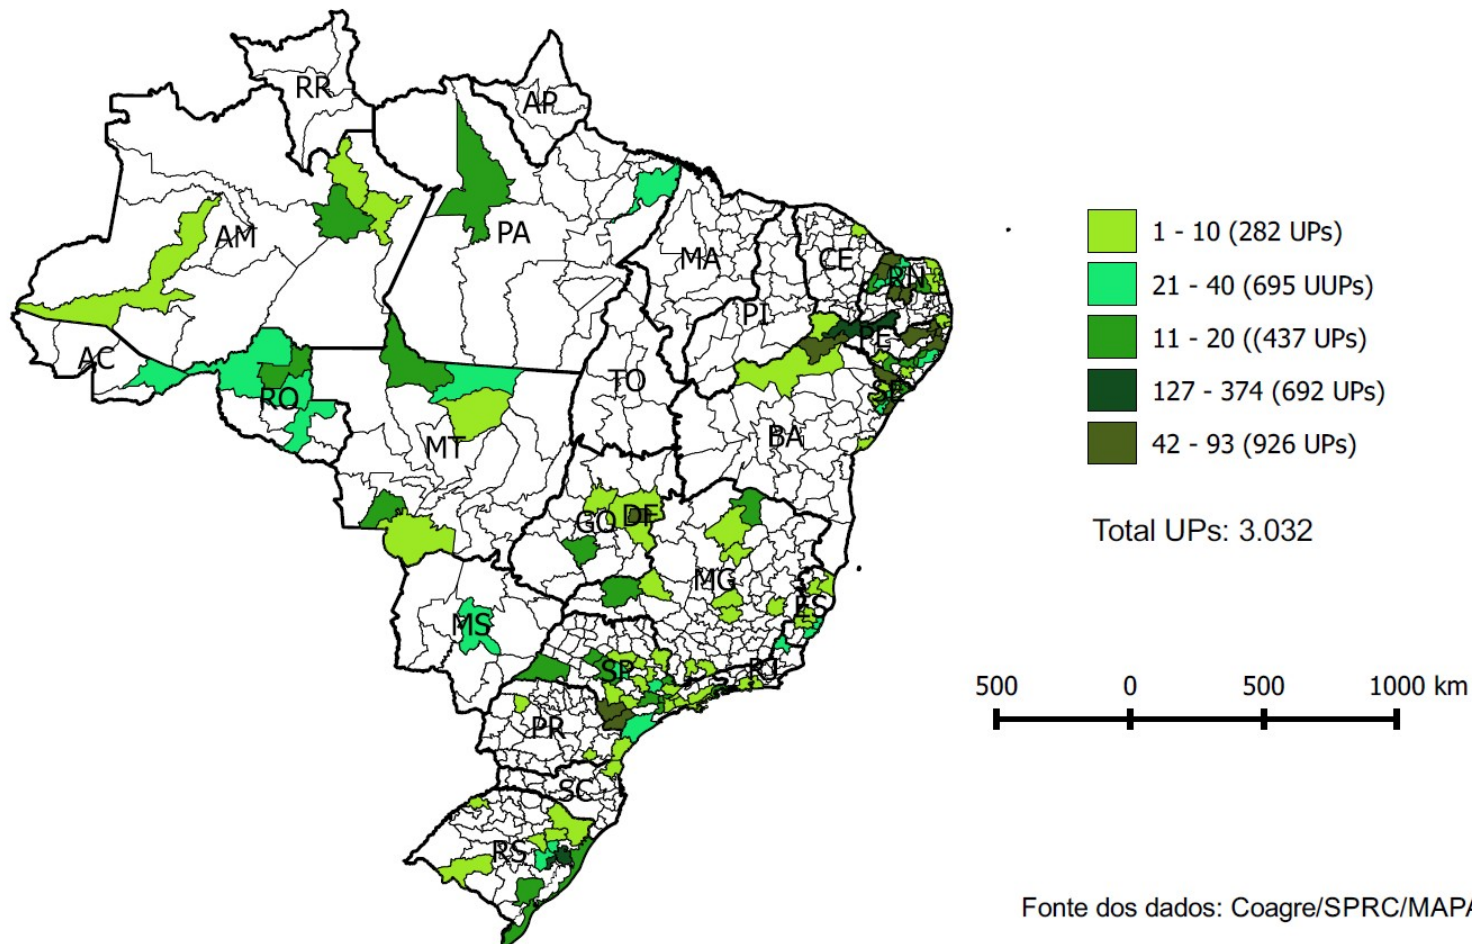 RR
AP
AM
PA
MA
CE
RN
PI
PE
AC
RO
TO
SE
MT
BA
GO
DF
MG
ES
MS
SP
RJ
PR
SC
RS
1 - 10 (282 UPs)
21 - 40 (695 UUPs)
11 - 20 ((437 UPs)
127 - 374 (692 UPs)
42 - 93 (926 UPs)
Total UPs: 3.032
500 0 500 1000 km
Fonte dos dados: Coagre/SPRC/MAPA